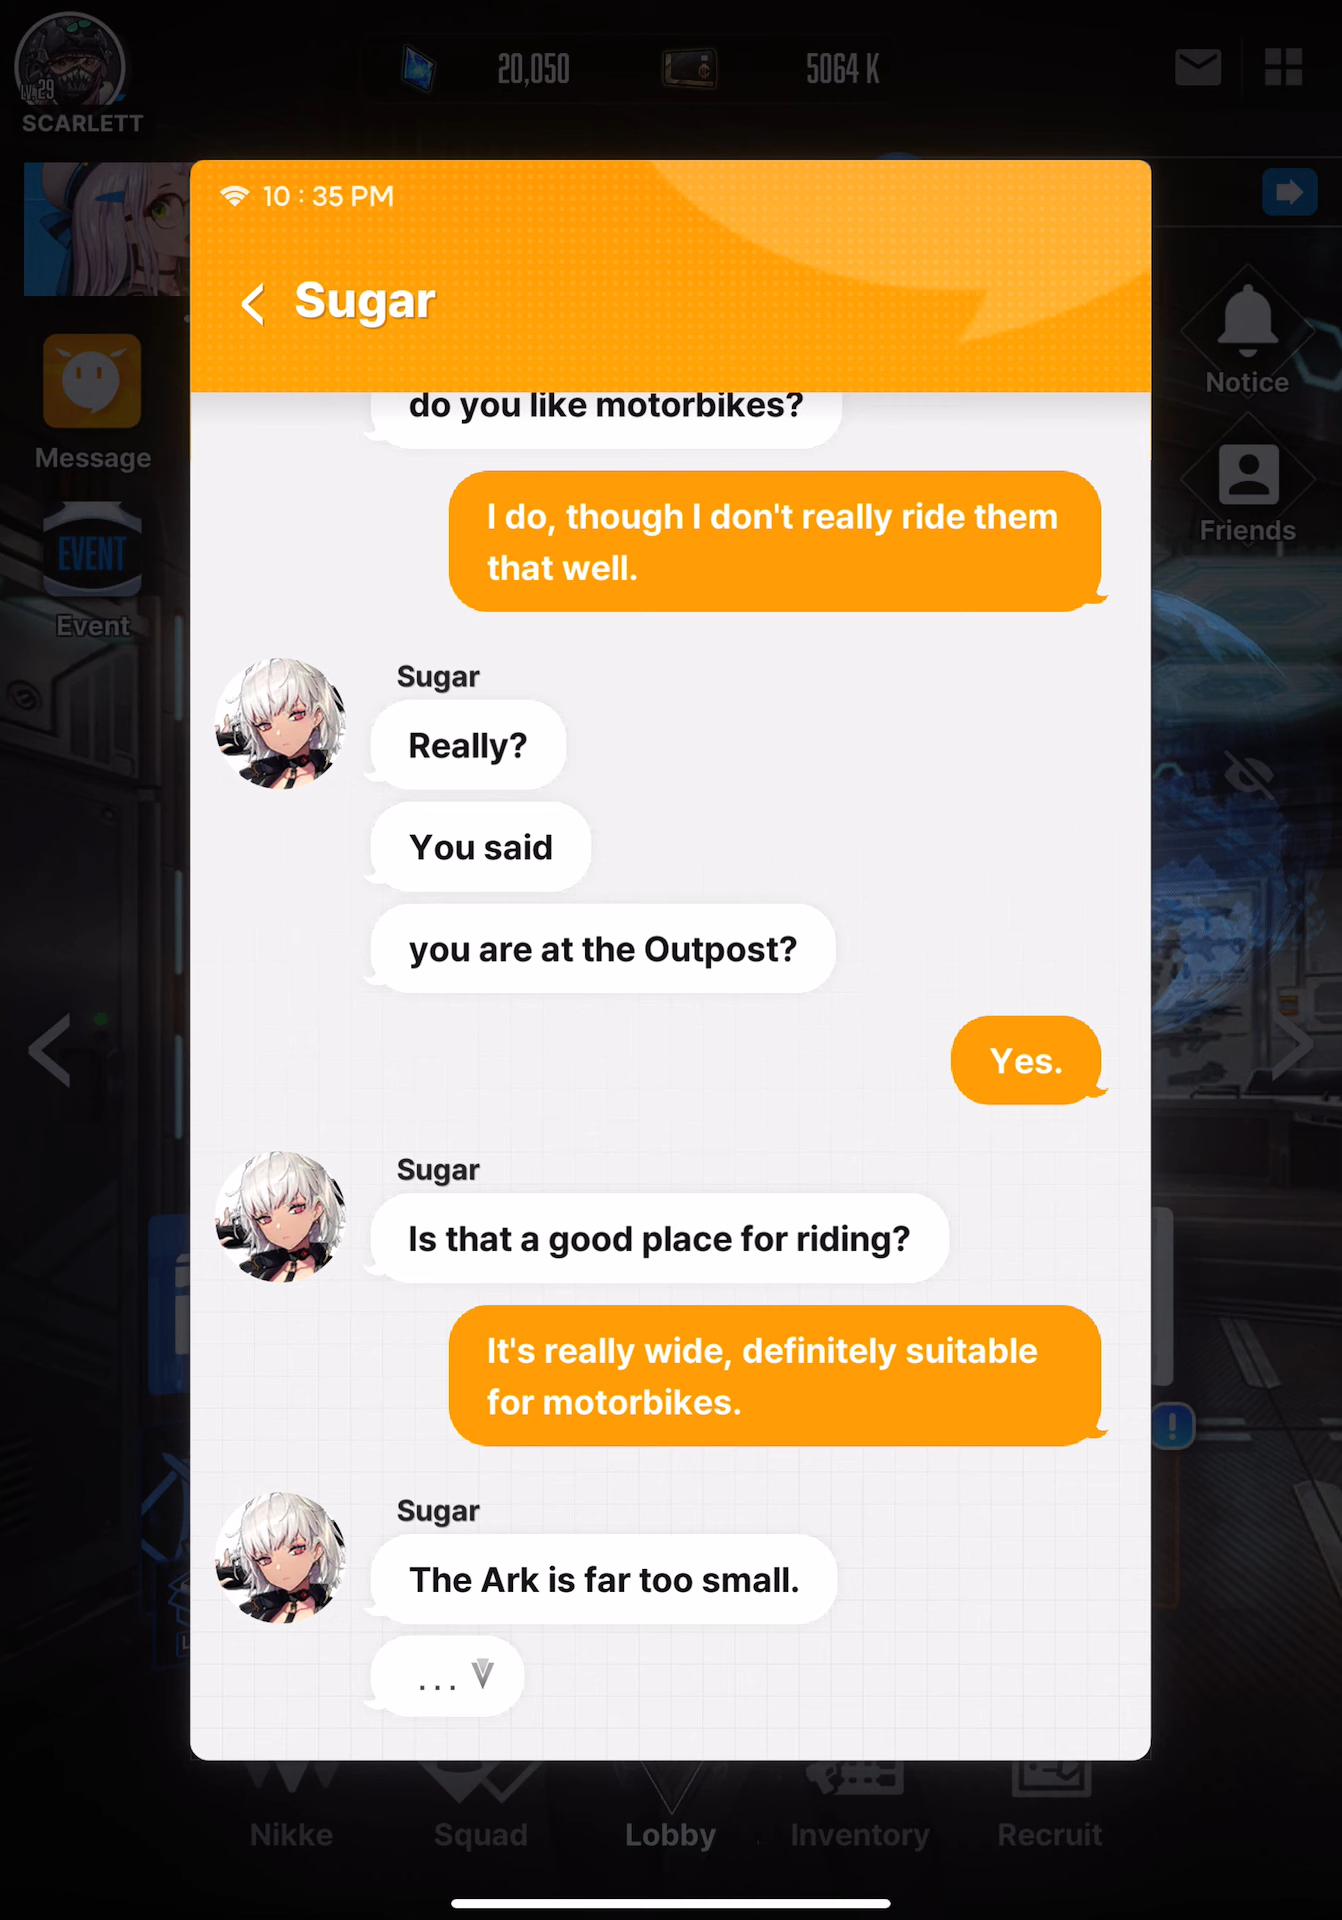 LV.29
20,050
5064 K
SCARLETT
10 : 35 PM
Sugar
Notice
Message
Friends
EVENT
Event
do you like motorbikes?
I do, though I don't really ride them
that well.
Sugar
Really?
You said
you are at the Outpost?
Yes.
Sugar
Is that a good place for riding?
It's really wide, definitely suitable
for motorbikes.
!
Sugar
The Ark is far too small.
...
Nikke
Squad
Lobby
Inventory
Recruit